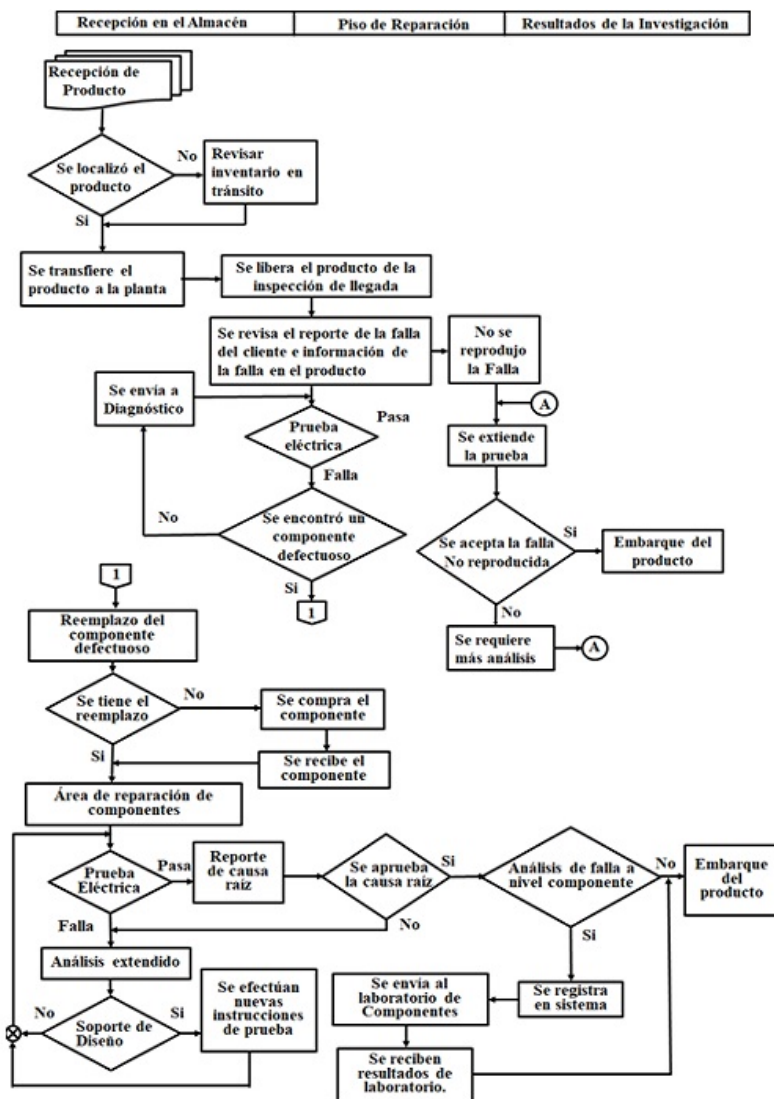 Recepción en el Almacén
Piso de Reparación
Resultados de la Investigación
Recepción de
Producto
Se localizó el
producto
No
Revisar
inventario en
tránsito
Si
Se transfiere el
producto a la planta
Se libera el producto de la
inspección de llegada
Se revisa el reporte de la falla
del cliente e información de
la falla en el producto
No se
reprodujo
la Falla
Se envía a
Diagnóstico
A
Prueba
eléctrica
Pasa
Se extiende
la prueba
Falla
No
Se encontró un
componente
defectuoso
Si
1
Se acepta la falla
No reproducida
Si
Embarque del
producto
No
Se requiere
más análisis
A
1
Reemplazo del
componente
defectuoso
Se tiene el
reemplazo
No
Se compra el
componente
Si
Se recibe el
componente
Área de reparación de
componentes
Prueba
Eléctrica
Pasa
Reporte
de causa
raíz
Se aprueba
la causa raíz
Si
Análisis de falla a
nivel componente
No
Embarque
del
producto
Falla
No
Si
Análisis extendido
Se envía al
laboratorio de
Componentes
Se registra
en sistema
No
Soporte de
Diseño
Si
Se efectúan
nuevas
instrucciones
de prueba
Se reciben
resultados de
laboratorio.